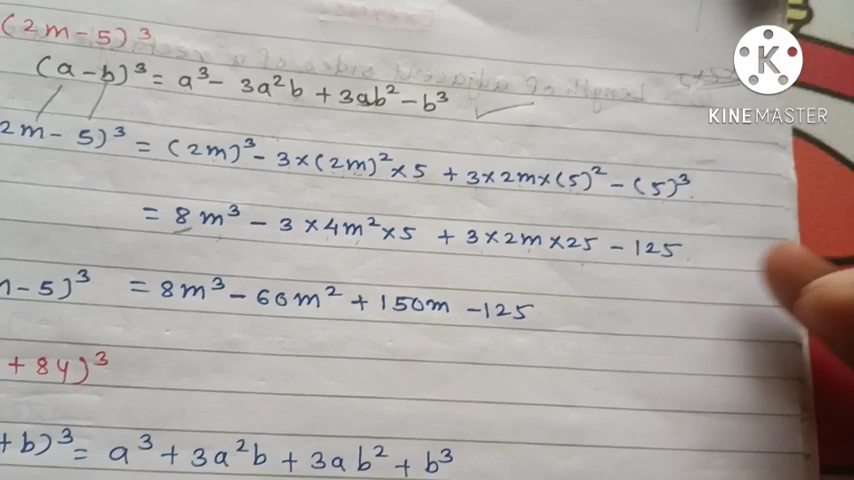 (2m-5)³
(a-b)³ = a³ - 3a²b + 3ab² - b³
2m - 5)³ = (2m)³ - 3×(2m)²×5 + 3×2m×(5)² - (5)³
= 8m³ - 3×4m²×5 + 3×2m×25 - 125
m-5)³ = 8m³ - 60m² + 150m - 125
+ 8y)³
+b)³ = a³ + 3a²b + 3ab² + b³
KINEMASTER